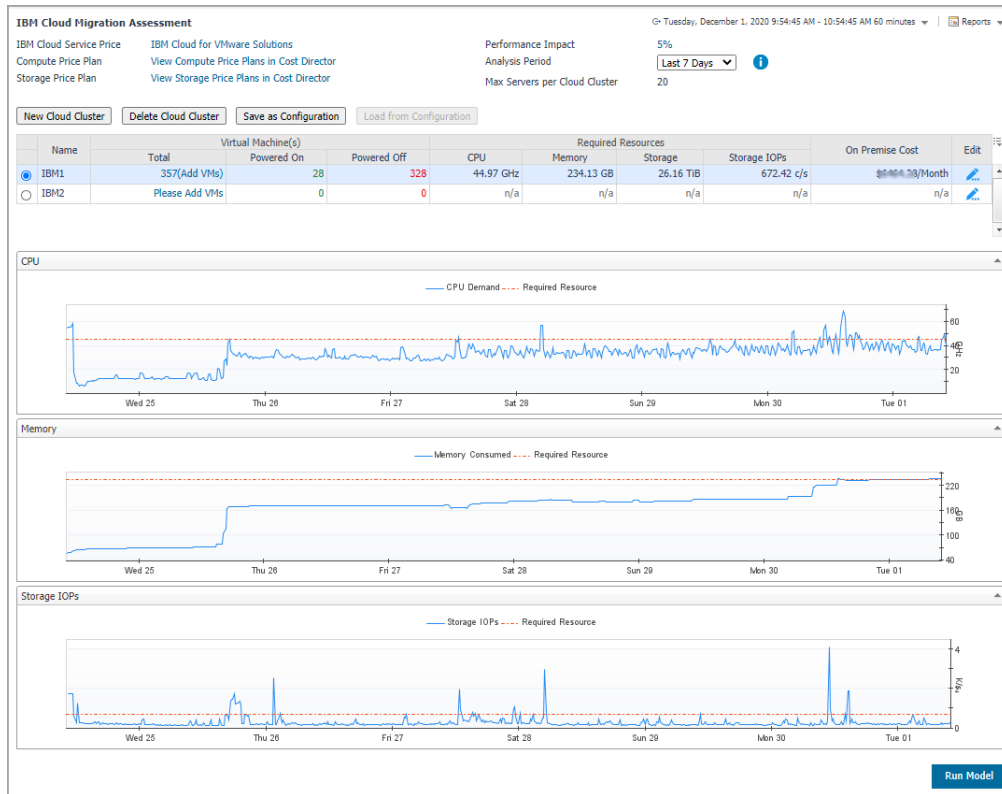 IBM Cloud Migration Assessment
Tuesday, December 1, 2020 9:54:45 AM - 10:54:45 AM 60 minutes
Reports
IBM Cloud Service Price IBM Cloud for VMware Solutions Performance Impact 5%
Compute Price Plan View Compute Price Plans in Cost Director Analysis Period Last 7 Days
Storage Price Plan View Storage Price Plans in Cost Director Max Servers per Cloud Cluster 20
New Cloud Cluster Delete Cloud Cluster Save as Configuration Load from Configuration
Name Virtual Machine(s) Required Resources On Premise Cost Edit
Total Powered On Powered Off CPU Memory Storage Storage IOPs
IBM1 357(Add VMs) 28 328 44.97 GHz 234.13 GB 26.16 TiB 672.42 c/s /Month
IBM2 Please Add VMs 0 0 n/a n/a n/a n/a n/a
CPU
CPU Demand Required Resource
60
40
20
GHz
Wed 25 Thu 26 Fri 27 Sat 28 Sun 29 Mon 30 Tue 01
Memory
Memory Consumed Required Resource
220
160
100
40
GB
Wed 25 Thu 26 Fri 27 Sat 28 Sun 29 Mon 30 Tue 01
Storage IOPs
Storage IOPs Required Resource
4
0
K/s
Wed 25 Thu 26 Fri 27 Sat 28 Sun 29 Mon 30 Tue 01
Run Model